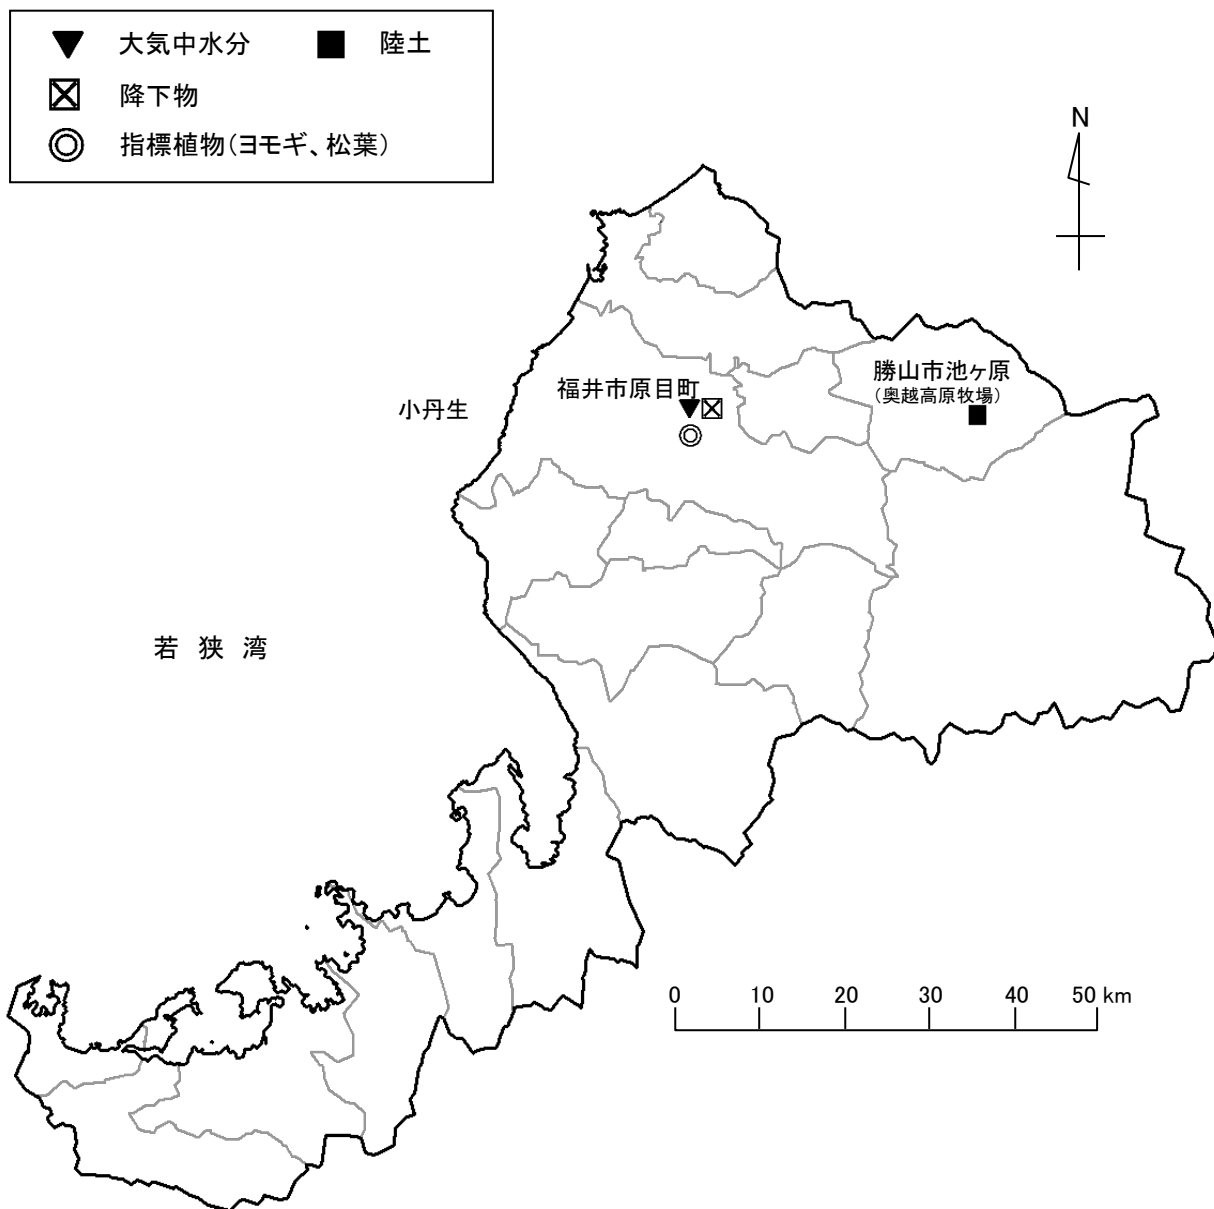 大気中水分 陸土
降下物
指標植物(ヨモギ、松葉)
N
勝山市池ヶ原
(奥越高原牧場)
福井市原目町
小丹生
若狭湾
0 10 20 30 40 50 km